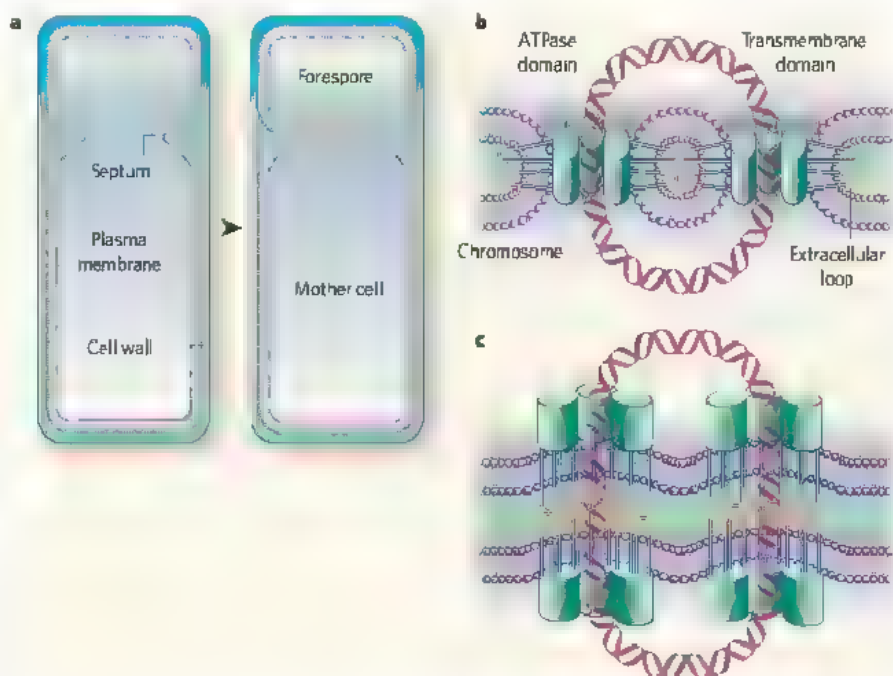 a
Forespore
Septum
Plasma
membrane
Mother cell
Cell wall
b
ATPase
domain
Transmembrane
domain
Chromosome
Extracellular
loop
c